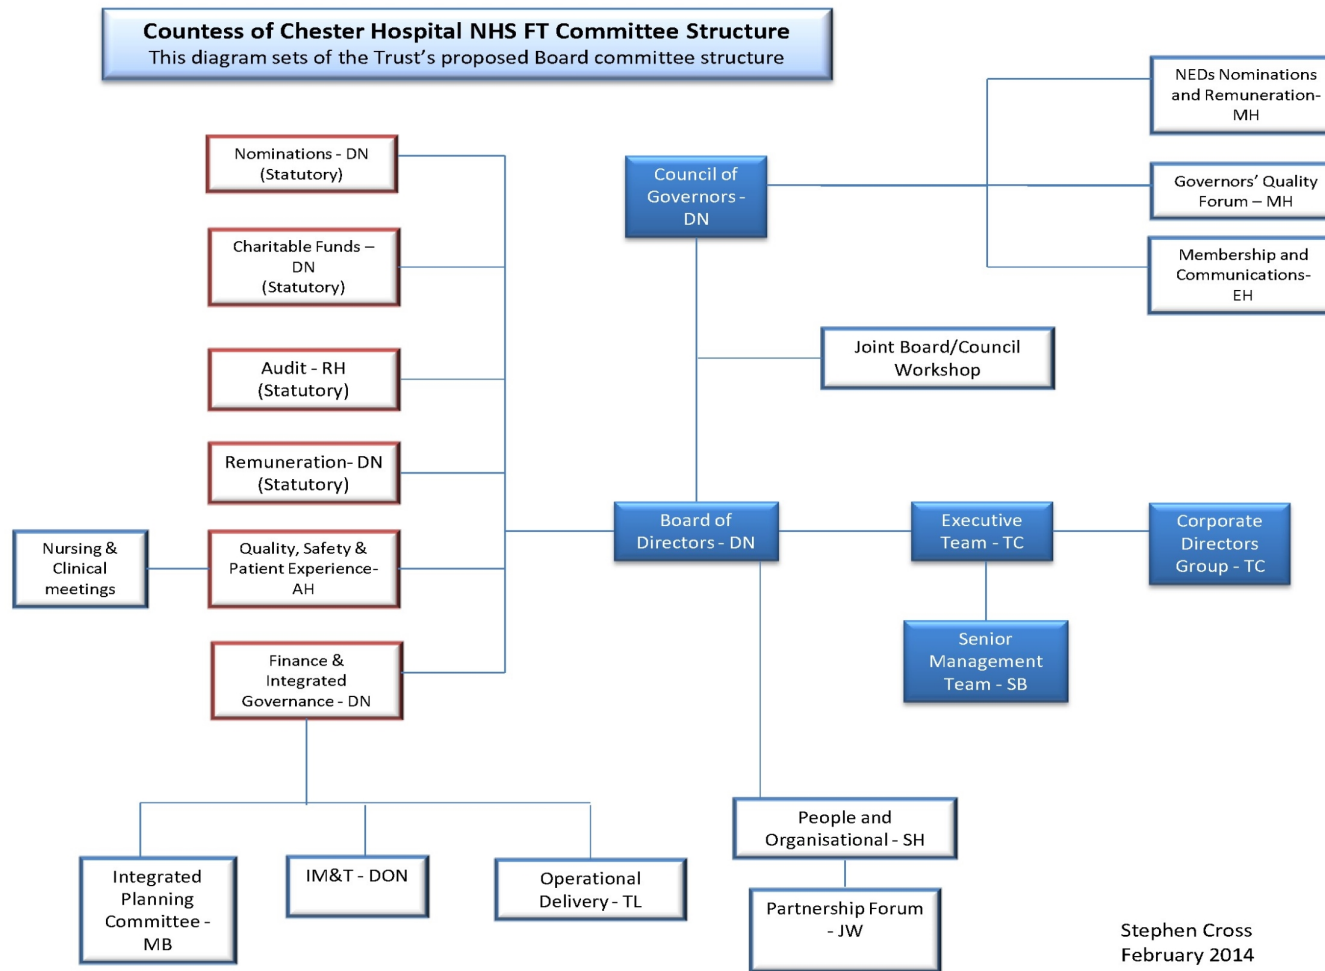 Countess of Chester Hospital NHS FT Committee Structure
This diagram sets of the Trust's proposed Board committee structure
NEDs Nominations
and Remuneration-
MH
Nominations - DN
(Statutory)
Council of
Governors -
DN
Governors' Quality
Forum – MH
Charitable Funds –
DN
(Statutory)
Membership and
Communications-
EH
Joint Board/Council
Workshop
Audit - RH
(Statutory)
Remuneration- DN
(Statutory)
Board of
Directors - DN
Executive
Team - TC
Corporate
Directors
Group - TC
Nursing &
Clinical
meetings
Quality, Safety &
Patient Experience-
AH
Senior
Management
Team - SB
Finance &
Integrated
Governance - DN
People and
Organisational - SH
Integrated
Planning
Committee -
MB
IM&T - DON
Operational
Delivery - TL
Partnership Forum
- JW
Stephen Cross
February 2014